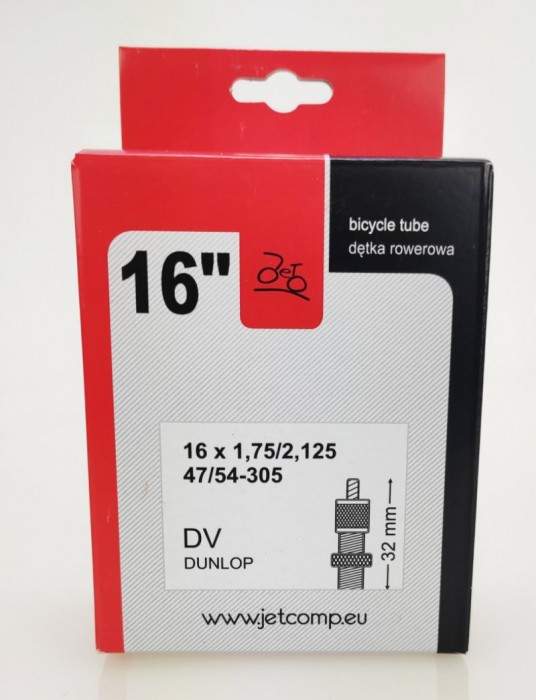 bicycle tube
dętka rowerowa
16"
JeT
16 x 1,75/2,125
47/54-305
DV
DUNLOP
32 mm
www.jetcomp.eu